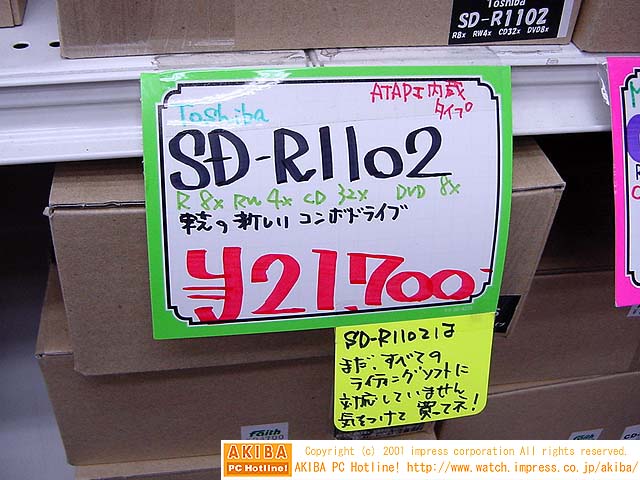 Toshiba
SD-R1102
R8x RW4x CD32x DVD8x
Toshiba
ATAPI内蔵
タイプ
SD-R1102
R 8x RW 4x CD 32x DVD 8x
の新しい コンボドライブ
¥21,700
SD-R1102は
まだ、すべての
ライティングソフトに
対応していません
気をつけて 買ってネ!
Faith
AKIBA
PC Hotline!
Copyright (c) 2001 impress corporation All rights reserved.
AKIBA PC Hotline! http://www.watch.impress.co.jp/akiba/